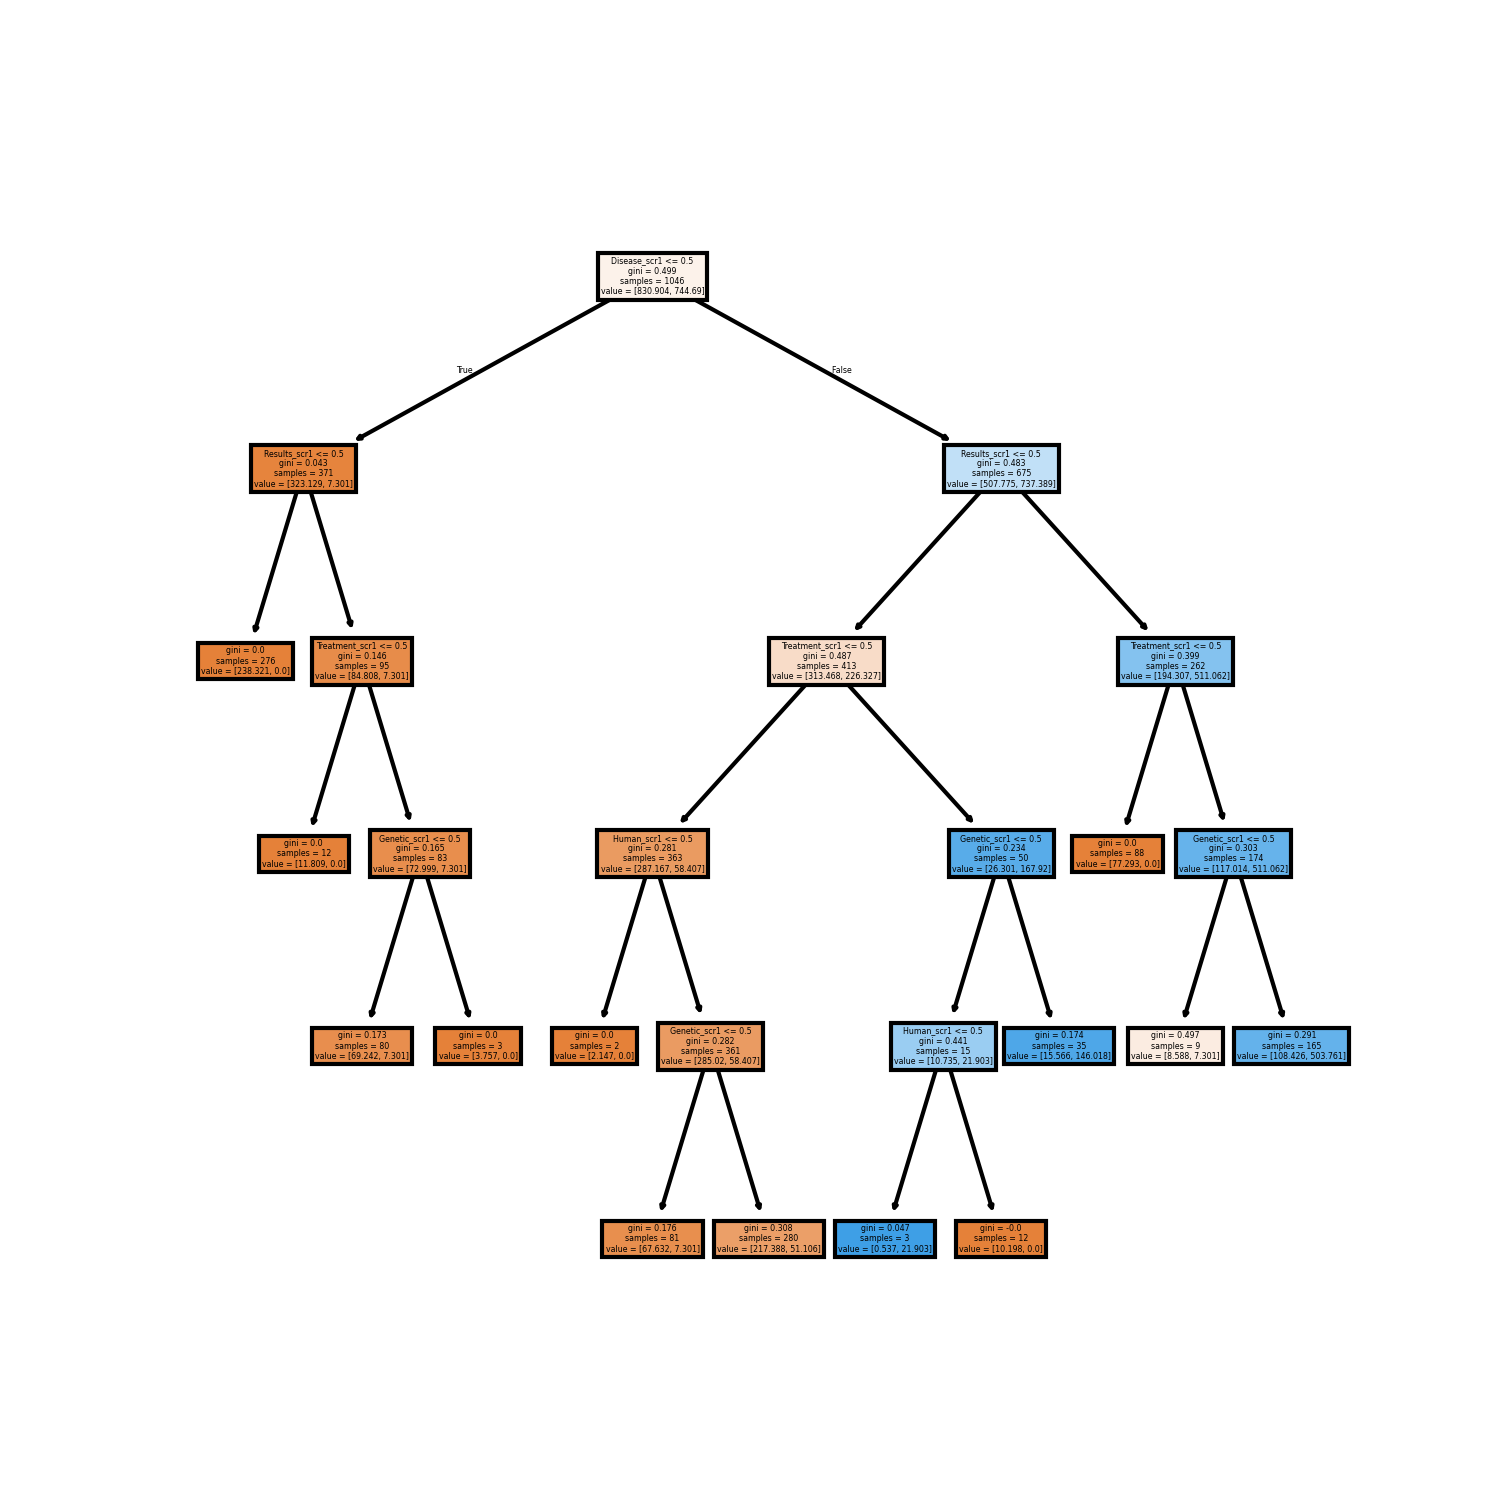 Disease_scr1 <= 0.5
gini = 0.499
samples = 1046
value = [830.904, 744.69]
True
False
Results_scr1 <= 0.5
gini = 0.043
samples = 371
value = [323.129, 7.301]
Results_scr1 <= 0.5
gini = 0.483
samples = 675
value = [507.775, 737.389]
gini = 0.0
samples = 276
value = [238.321, 0.0]
Treatment_scr1 <= 0.5
gini = 0.146
samples = 95
value = [84.808, 7.301]
Treatment_scr1 <= 0.5
gini = 0.487
samples = 413
value = [313.468, 226.327]
Treatment_scr1 <= 0.5
gini = 0.399
samples = 262
value = [194.307, 511.062]
gini = 0.0
samples = 12
value = [11.809, 0.0]
Genetic_scr1 <= 0.5
gini = 0.165
samples = 83
value = [72.999, 7.301]
Human_scr1 <= 0.5
gini = 0.281
samples = 363
value = [287.167, 58.407]
Genetic_scr1 <= 0.5
gini = 0.234
samples = 50
value = [26.301, 167.92]
gini = 0.0
samples = 88
value = [77.293, 0.0]
Genetic_scr1 <= 0.5
gini = 0.303
samples = 174
value = [117.014, 511.062]
gini = 0.173
samples = 80
value = [69.242, 7.301]
gini = 0.0
samples = 3
value = [3.757, 0.0]
gini = 0.0
samples = 2
value = [2.147, 0.0]
Genetic_scr1 <= 0.5
gini = 0.282
samples = 361
value = [285.02, 58.407]
Human_scr1 <= 0.5
gini = 0.441
samples = 15
value = [10.735, 21.903]
gini = 0.174
samples = 35
value = [15.566, 146.018]
gini = 0.497
samples = 9
value = [8.588, 7.301]
gini = 0.291
samples = 165
value = [108.426, 503.761]
gini = 0.176
samples = 81
value = [67.632, 7.301]
gini = 0.308
samples = 280
value = [217.388, 51.106]
gini = 0.047
samples = 3
value = [0.537, 21.903]
gini = -0.0
samples = 12
value = [10.198, 0.0]